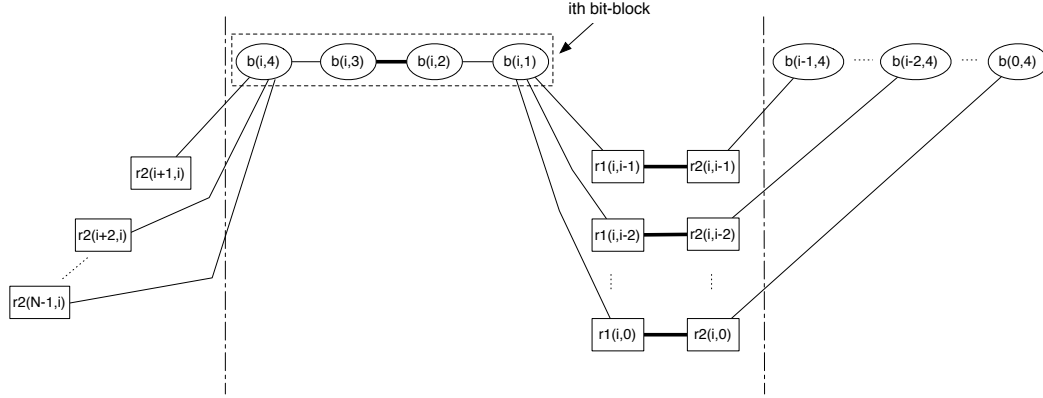 ith bit-block
b(i,4)
b(i,3)
b(i,2)
b(i,1)
b(i-1,4)
b(i-2,4)
b(0,4)
r2(i+1,i)
r1(i,i-1)
r2(i,i-1)
r2(i+2,i)
r1(i,i-2)
r2(i,i-2)
r2(N-1,i)
r1(i,0)
r2(i,0)